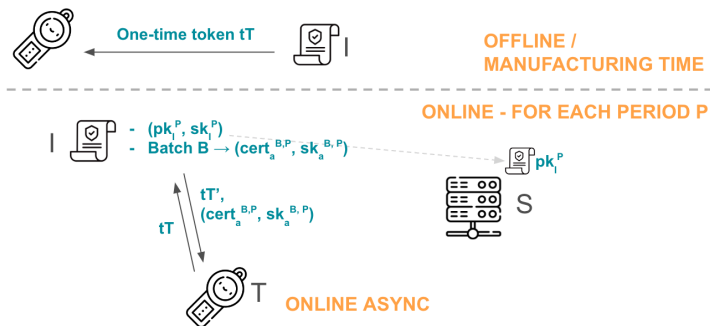 One-time token tT
I
OFFLINE /
MANUFACTURING TIME
ONLINE - FOR EACH PERIOD P
I
- (pk_I^P, sk_I^P)
- Batch B → (cert_a^B,P, sk_a^B, P)
pk_I^P
S
tT',
(cert_a^B,P, sk_a^B, P)
tT
T
ONLINE ASYNC